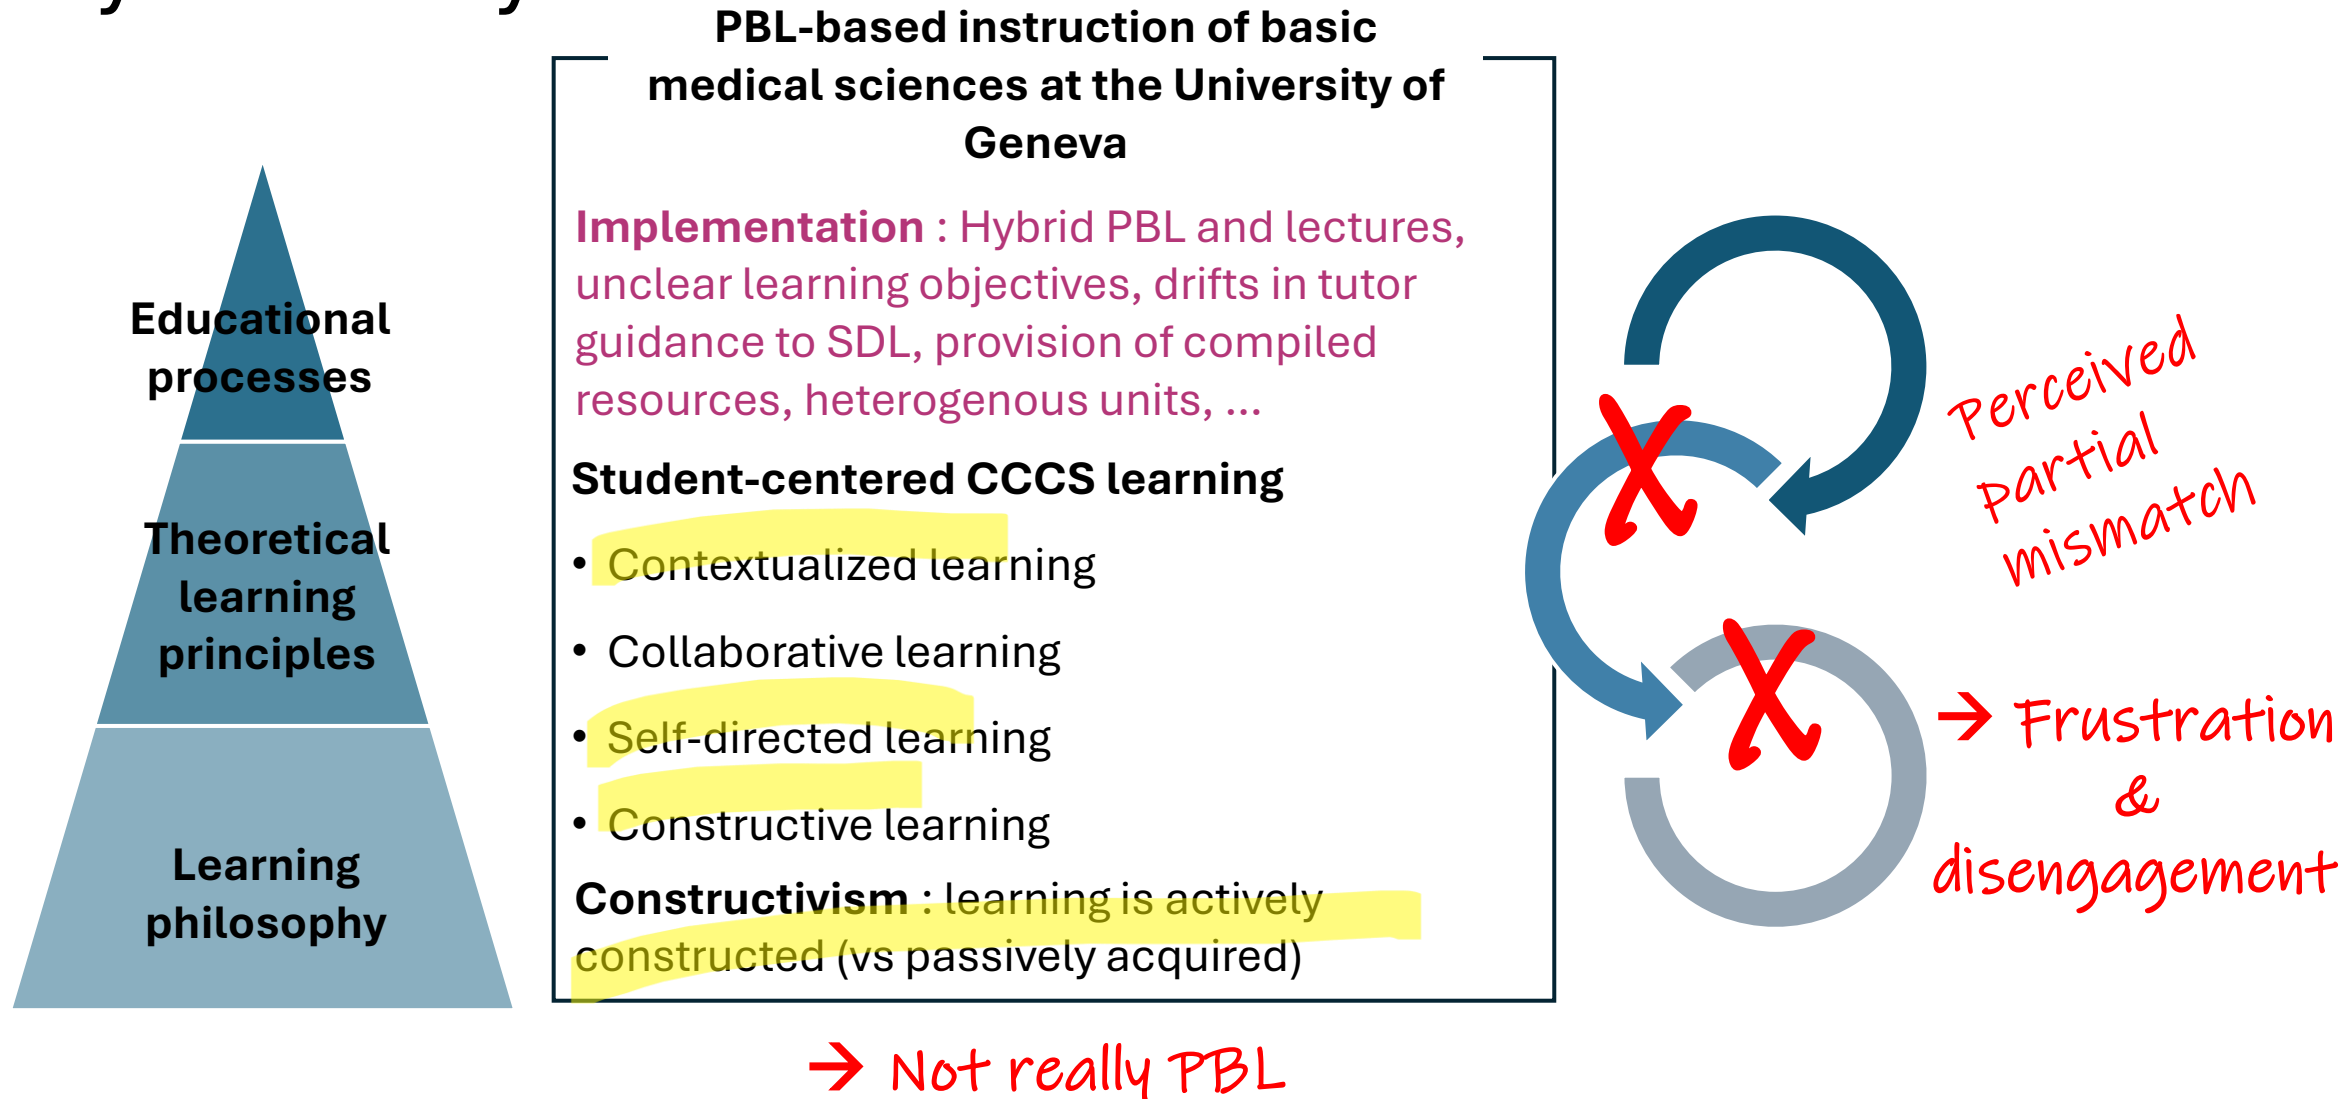 PBL-based instruction of basic
medical sciences at the University of
Geneva
Educational
processes
Theoretical
learning
principles
Learning
philosophy
Implementation : Hybrid PBL and lectures,
unclear learning objectives, drifts in tutor
guidance to SDL, provision of compiled
resources, heterogenous units, ...
Student-centered CCCS learning
• Contextualized learning
• Collaborative learning
• Self-directed learning
• Constructive learning
Constructivism : learning is actively
constructed (vs passively acquired)
X
X
Perceived
partial
mismatch
→ Frustration
&
disengagement
→ Not really PBL